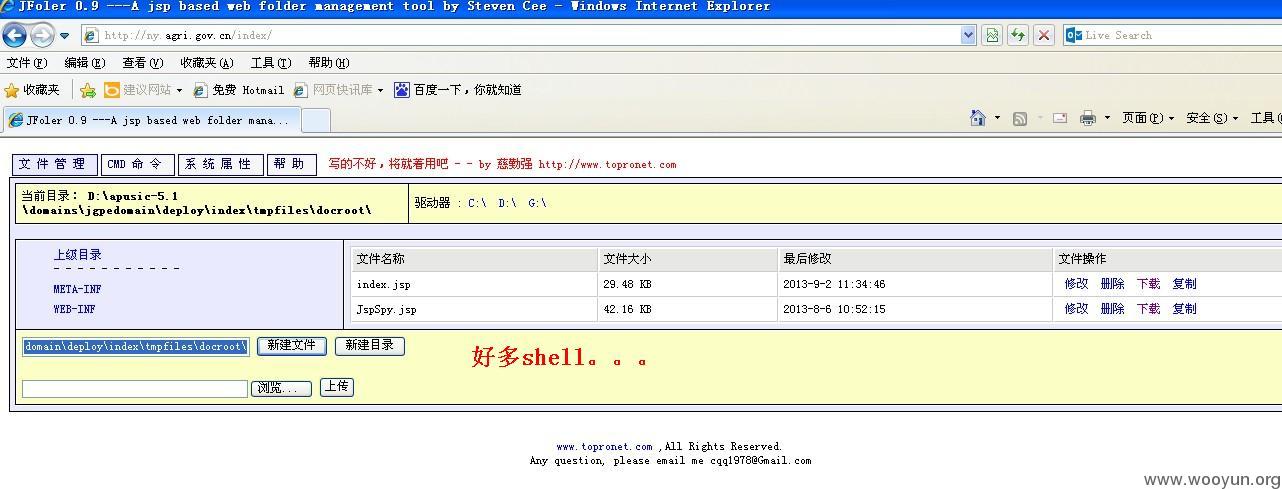 JFoler 0.9 ---A jsp based web folder management tool by Steven Cee - Windows Internet Explorer
http://ny.agri.gov.cn/index/
Live Search
文件(F) 编辑(E) 查看(V) 收藏夹(A) 工具(T) 帮助(H)
收藏夹 建议网站 免费 Hotmail 网页快讯库 百度一下,你就知道
JFoler 0.9 ---A jsp based web folder mana...
页面(P) 安全(S) 工具(
文件管理 CMD命令 系统属性 帮助 写的不好,将就着用吧 - - by 慈勤强 http://www.topronet.com
当前目录: D:\apusic-5.1
\domains\jgpedomain\deploy\index\tmpfiles\docroot\
驱动器 : C:\ D:\ G:\
上级目录
- - - - - - - - - - -
META-INF
WEB-INF
文件名称 文件大小 最后修改 文件操作
index.jsp 29.48 KB 2013-9-2 11:34:46 修改 删除 下载 复制
JspSpy.jsp 42.16 KB 2013-8-6 10:52:15 修改 删除 下载 复制
domain\deploy\index\tmpfiles\docroot\ 新建文件 新建目录
好多shell。。。
浏览... 上传
www.topronet.com ,All Rights Reserved.
Any question, please email me cqq1978@Gmail.com
www.wooyun.org